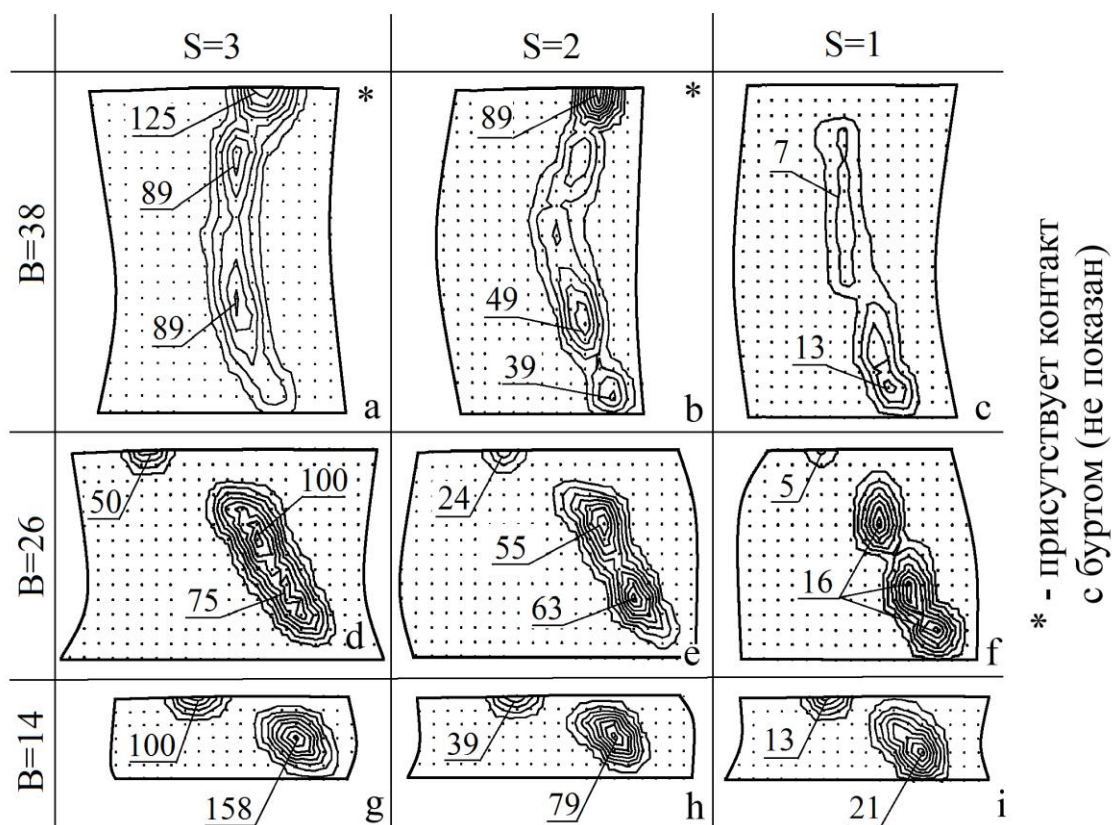 S=3
S=2
S=1
B=38
125
*
89
89
a
89
*
49
39
b
7
13
c
B=26
50
100
75
d
24
55
63
e
5
16
f
B=14
100
158
g
39
79
h
13
21
i
* - присутствует контакт
с буртом (не показан)